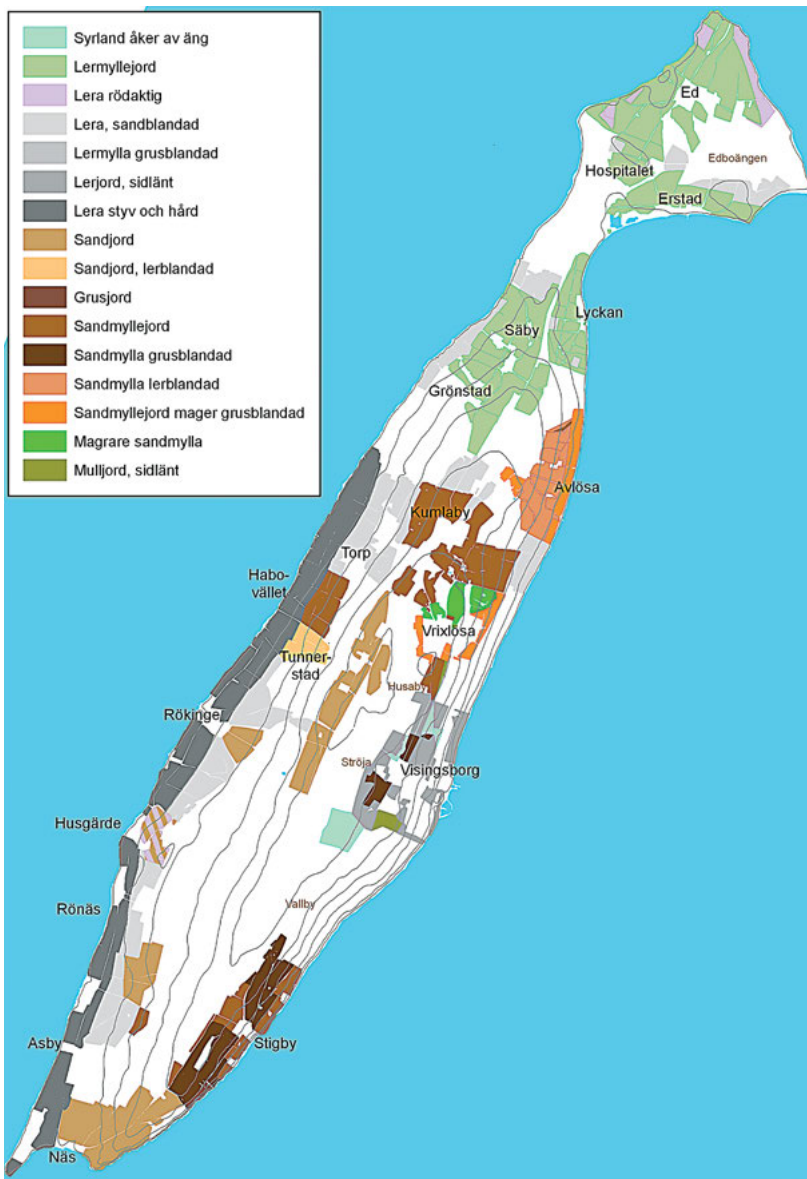 Syrland åker av äng
Lermyllejord
Lera rödaktig
Lera, sandblandad
Lermylla grusblandad
Lerjord, sidlänt
Lera styv och hård
Sandjord
Sandjord, lerblandad
Grusjord
Sandmyllejord
Sandmylla grusblandad
Sandmylla lerblandad
Sandmyllejord mager grusblandad
Magrare sandmylla
Mulljord, sidlänt
Ed
Edboängen
Hospitalet
Erstad
Lyckan
Säby
Grönstad
Avlösa
Kumlaby
Torp
Habo-
vället
Vrixlösa
Tunner-
stad
Husaby
Rökinge
Ströja
Visingsborg
Husgärde
Vallby
Rönäs
Asby
Stigby
Näs